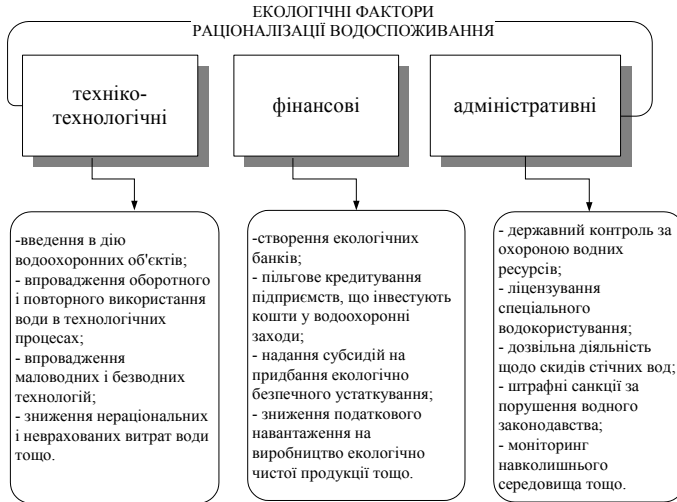 ЕКОЛОГІЧНІ ФАКТОРИ
РАЦІОНАЛІЗАЦІЇ ВОДОСПОЖИВАННЯ
техніко-
технологічні
фінансові
адміністративні
-введення в дію
водоохоронних об'єктів;
- впровадження оборотного
і повторного використання
води в технологічних
процесах;
- впровадження
маловодних і безводних
технологій;
- зниження нераціональних
і неврахованих витрат води
тощо.
-створення екологічних
банків;
- пільгове кредитування
підприємств, що інвестують
кошти у водоохоронні
заходи;
- надання субсидій на
придбання екологічно
безпечного устаткування;
- зниження податкового
навантаження на
виробництво екологічно
чистої продукції тощо.
- державний контроль за
охороною водних
ресурсів;
- ліцензування
спеціального
водокористування;
- дозвільна діяльність
щодо скидів стічних вод;
- штрафні санкції за
порушення водного
законодавства;
- моніторинг
навколишнього
середовища тощо.